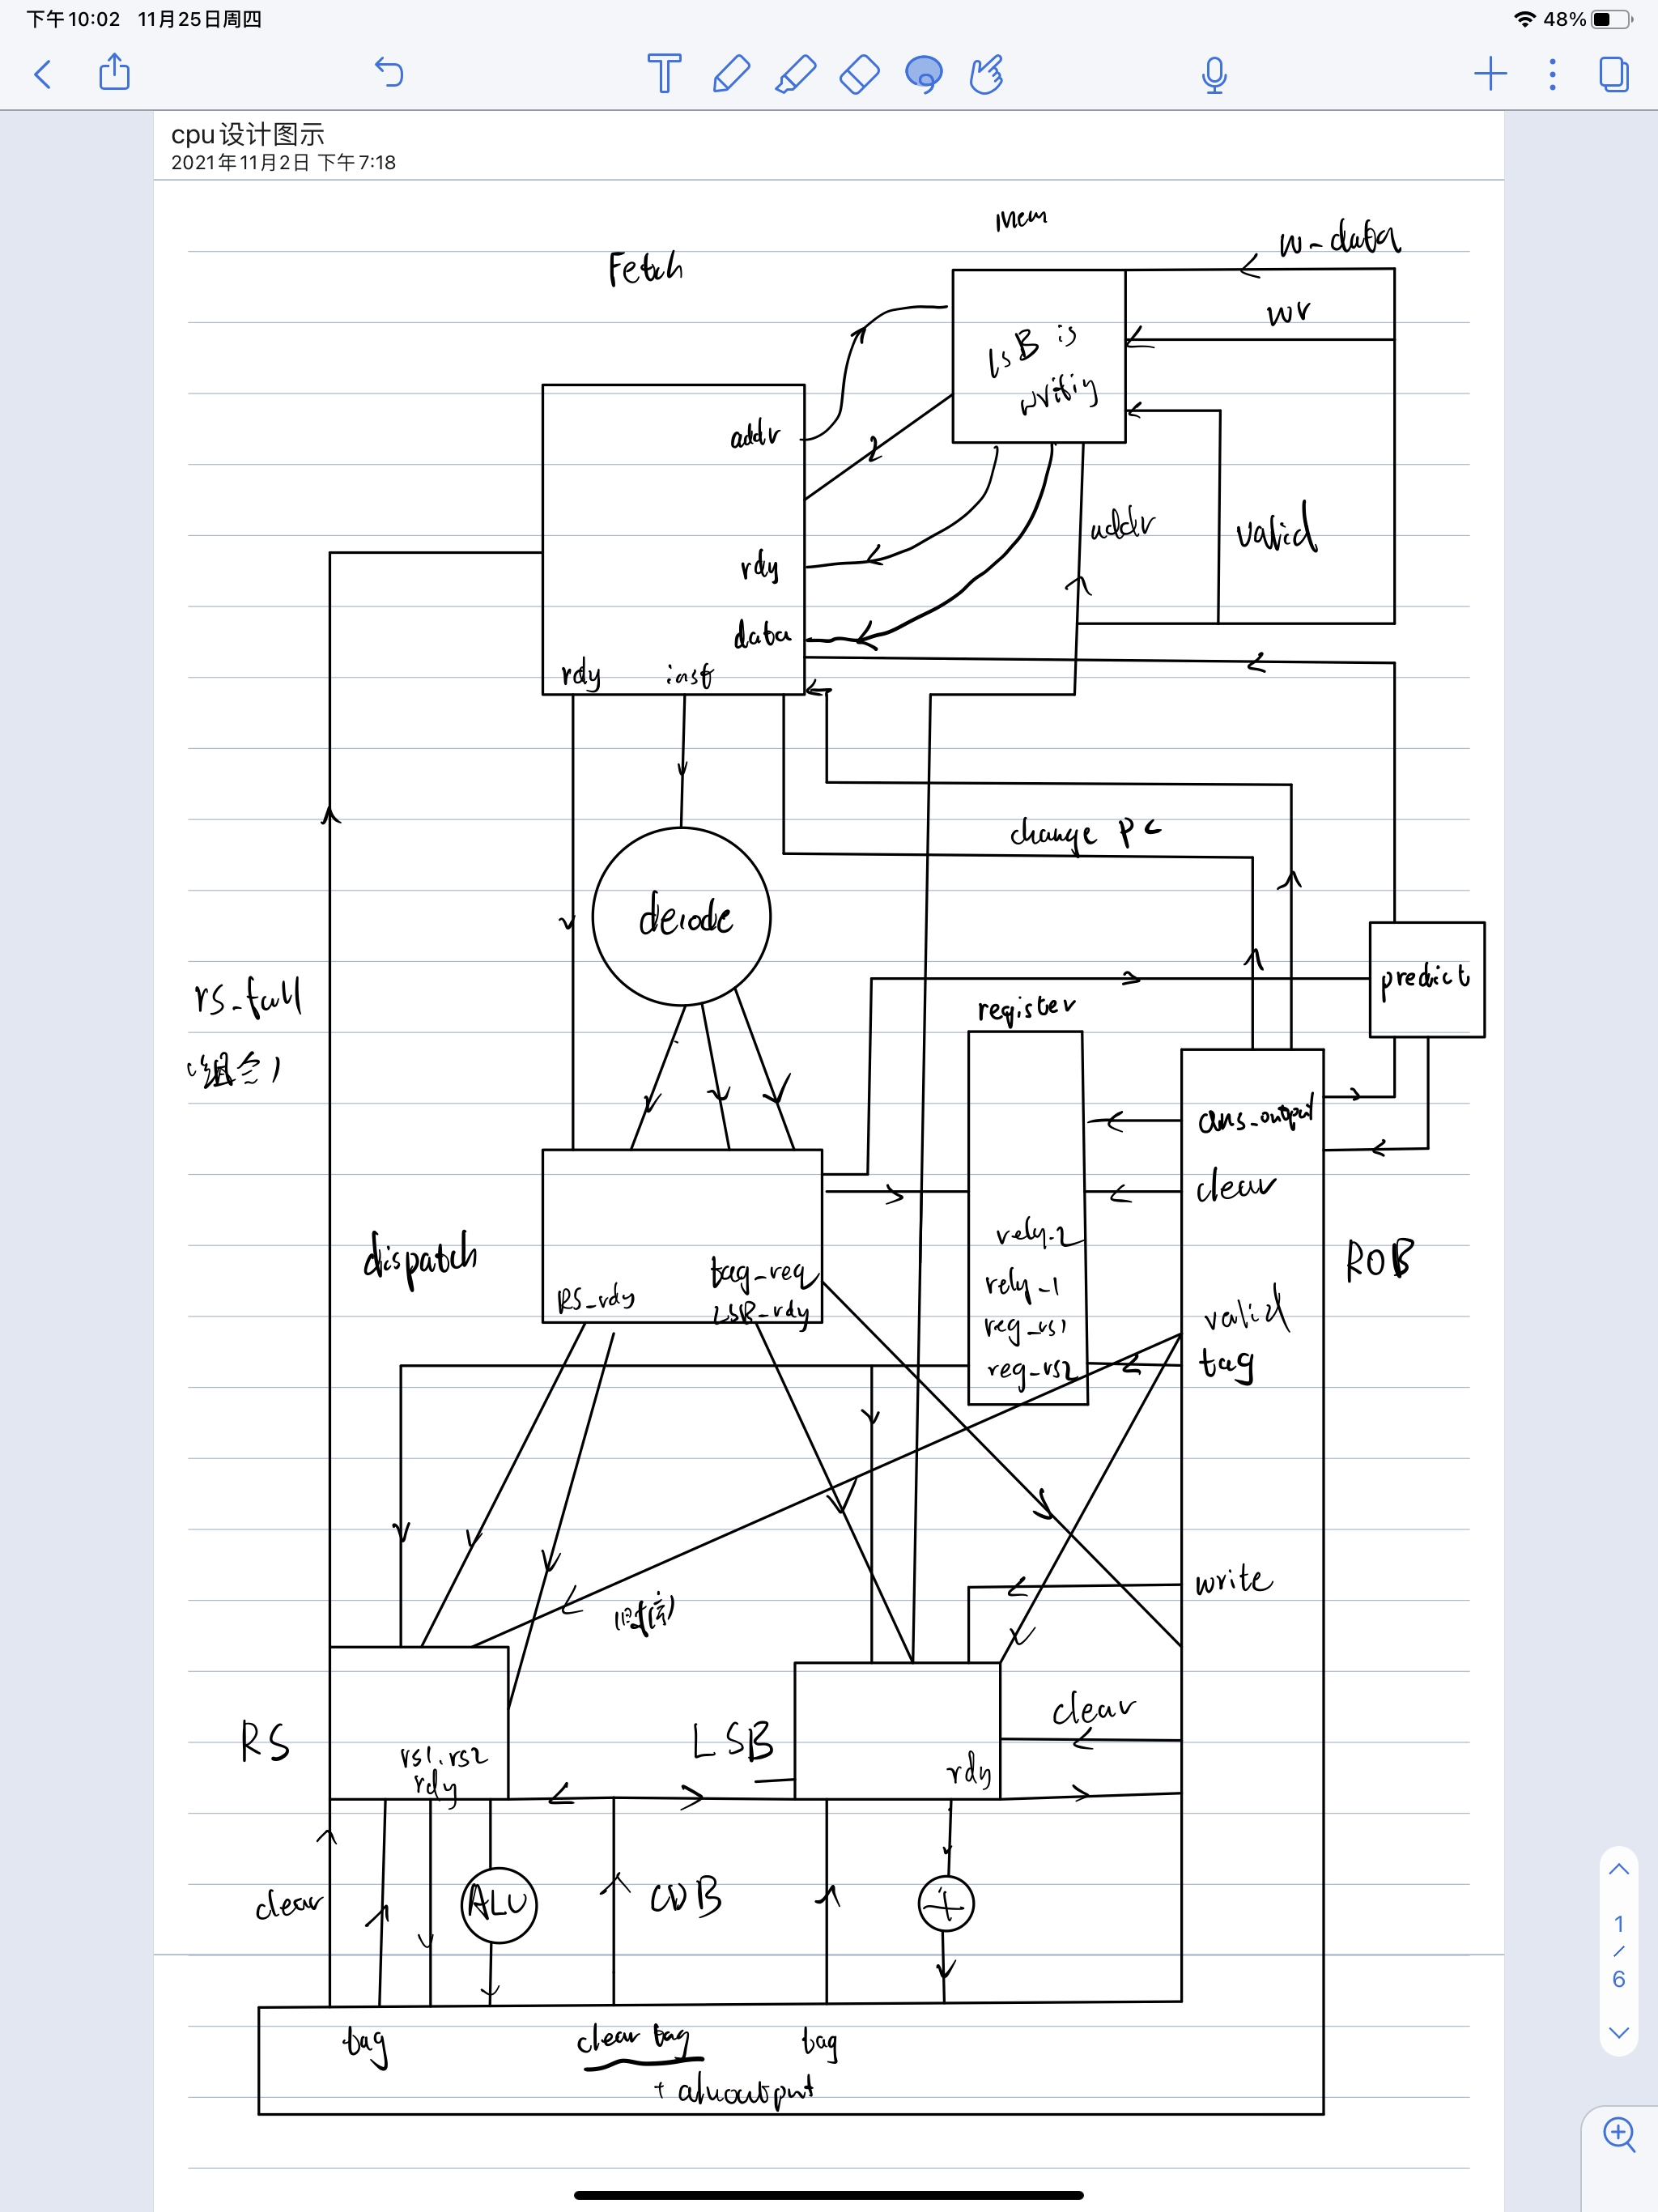 下午10:02 11月25日周四
48%
cpu设计图示
2021年11月2日 下午7:18
mem
Fetch
w-data
wr
LSB is
writiy
addr
addr
valid
rdy
data
rdy inst
change PC
decode
predict
rs_full
(组合)
register
ans_output
clear
dispatch
rely-2
ROB
tag_req
rely_1
RS_rdy
LSB_rdy
valid
reg_rs1
reg_rs2
tag
write
(时序)
clear
RS
LSB
rs1.rs2
rdy
rdy
clear
ALU
CDB
+
1
/
6
tag
clear tag
tag
+ aluoutput